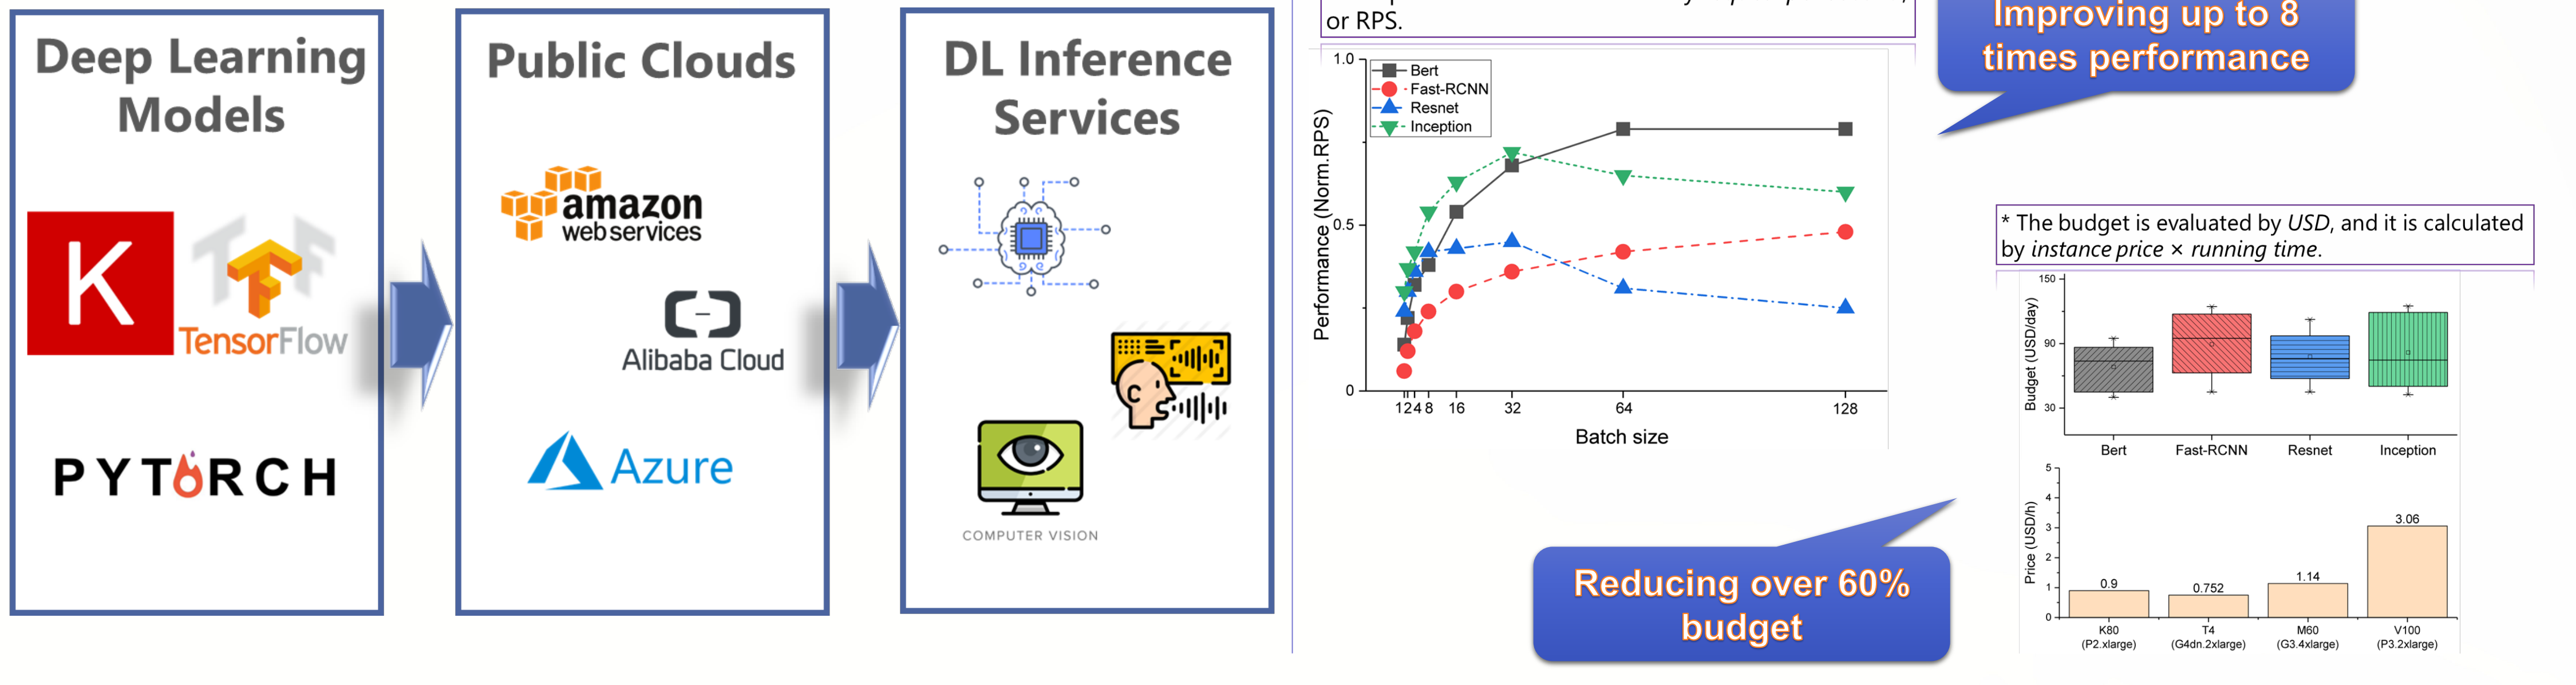 Deep Learning
Models
K
TensorFlow
PYTORCH
Public Clouds
amazon
web services
Alibaba Cloud
Azure
DL Inference
Services
COMPUTER VISION
or RPS.
Improving up to 8
times performance
Performance (Norm.RPS)
1.0
0.5
0
Bert
Fast-RCNN
Resnet
Inception
1 2 4 8 16 32 64 128
Batch size
* The budget is evaluated by USD, and it is calculated
by instance price × running time.
Budget (USD/day)
150
90
30
Bert Fast-RCNN Resnet Inception
Price (USD/h)
5
4
3
2
1
0
0.9
0.752
1.14
3.06
K80 T4 M60 V100
(P2.xlarge) (G4dn.2xlarge) (G3.4xlarge) (P3.2xlarge)
Reducing over 60%
budget